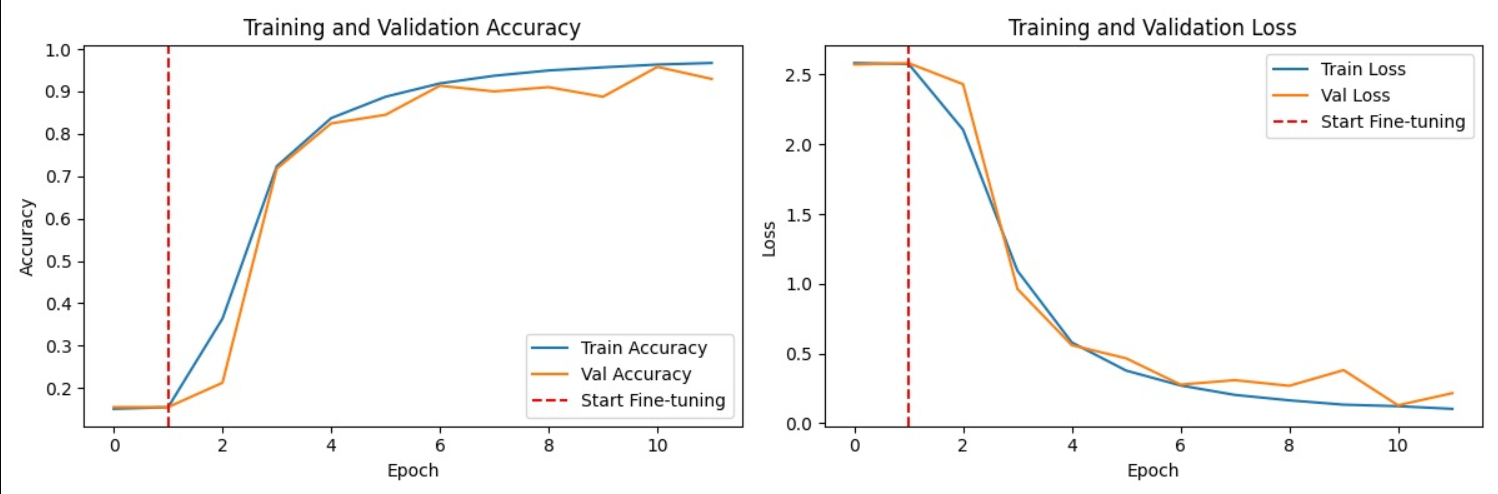 Training and Validation Accuracy
1.0
0.9
0.8
0.7
0.6
0.5
0.4
0.3
0.2
Accuracy
Train Accuracy
Val Accuracy
Start Fine-tuning
0 2 4 6 8 10
Epoch
Training and Validation Loss
2.5
2.0
1.5
1.0
0.5
0.0
Loss
Train Loss
Val Loss
Start Fine-tuning
0 2 4 6 8 10
Epoch